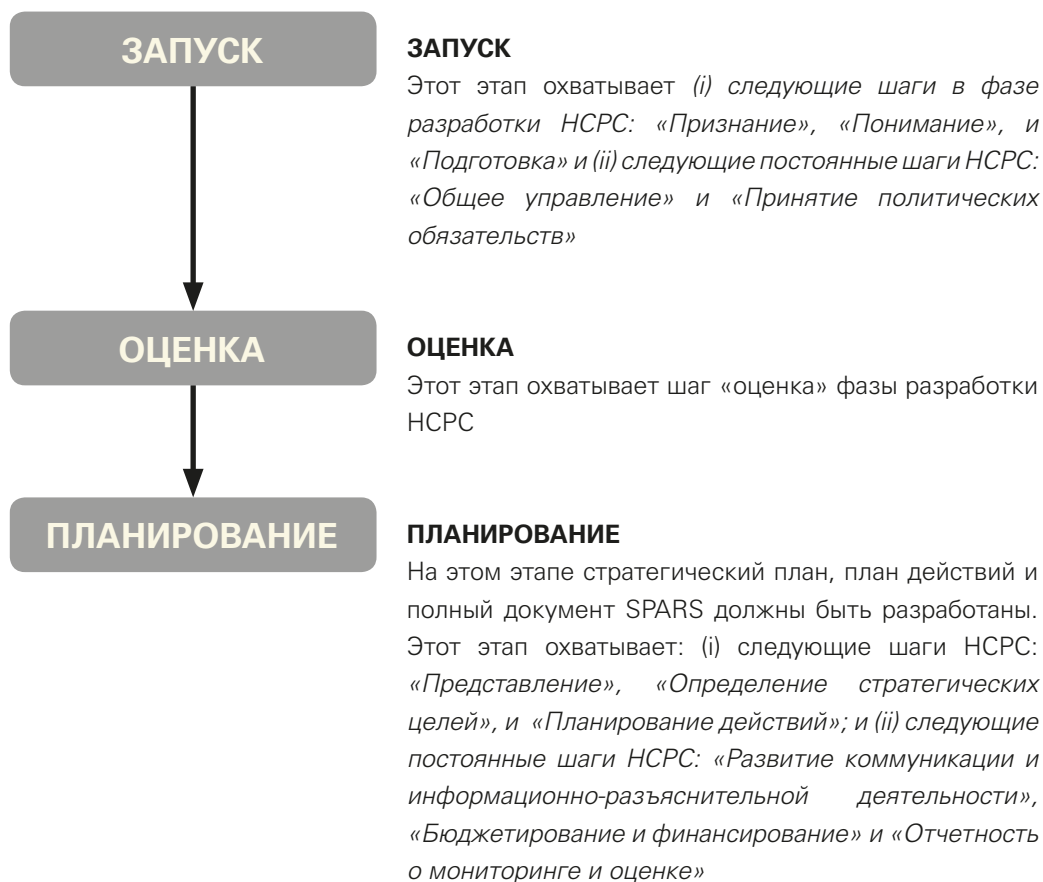 ЗАПУСК
ЗАПУСК
Этот этап охватывает (i) следующие шаги в фазе
разработки НСРС: «Признание», «Понимание», и
«Подготовка» и (ii) следующие постоянные шаги НСРС:
«Общее управление» и «Принятие политических
обязательств»
ОЦЕНКА
ОЦЕНКА
Этот этап охватывает шаг «оценка» фазы разработки
НСРС
ПЛАНИРОВАНИЕ
ПЛАНИРОВАНИЕ
На этом этапе стратегический план, план действий и
полный документ SPARS должны быть разработаны.
Этот этап охватывает: (i) следующие шаги НСРС:
«Представление», «Определение стратегических
целей», и «Планирование действий»; и (ii) следующие
постоянные шаги НСРС: «Развитие коммуникации и
информационно-разъяснительной деятельности»,
«Бюджетирование и финансирование» и «Отчетность
о мониторинге и оценке»